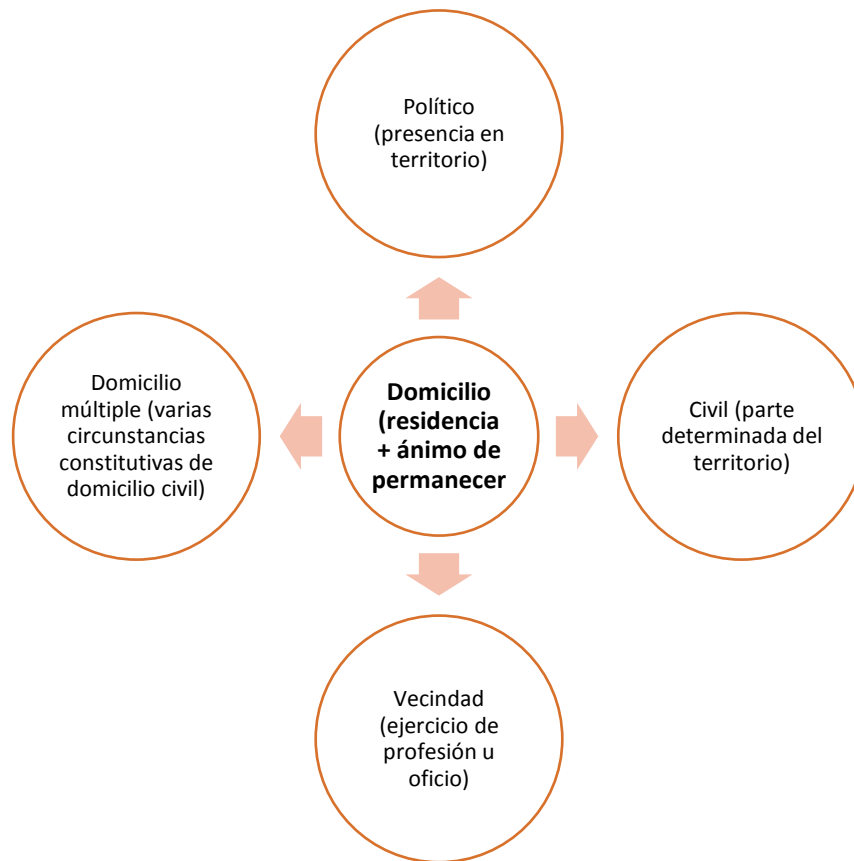 Político
(presencia en
territorio)
Domicilio
múltiple (varias
circunstancias
constitutivas de
domicilio civil)
Domicilio
(residencia
+ ánimo de
permanecer
Civil (parte
determinada del
territorio)
Vecindad
(ejercicio de
profesión u
oficio)